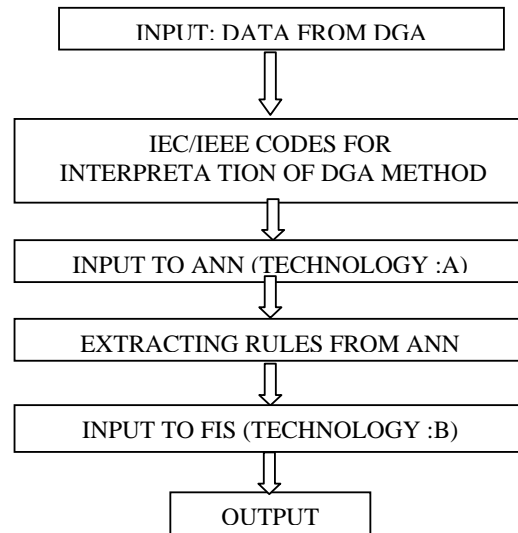 INPUT: DATA FROM DGA
IEC/IEEE CODES FOR
INTERPRETA TION OF DGA METHOD
INPUT TO ANN (TECHNOLOGY :A)
EXTRACTING RULES FROM ANN
INPUT TO FIS (TECHNOLOGY :B)
OUTPUT